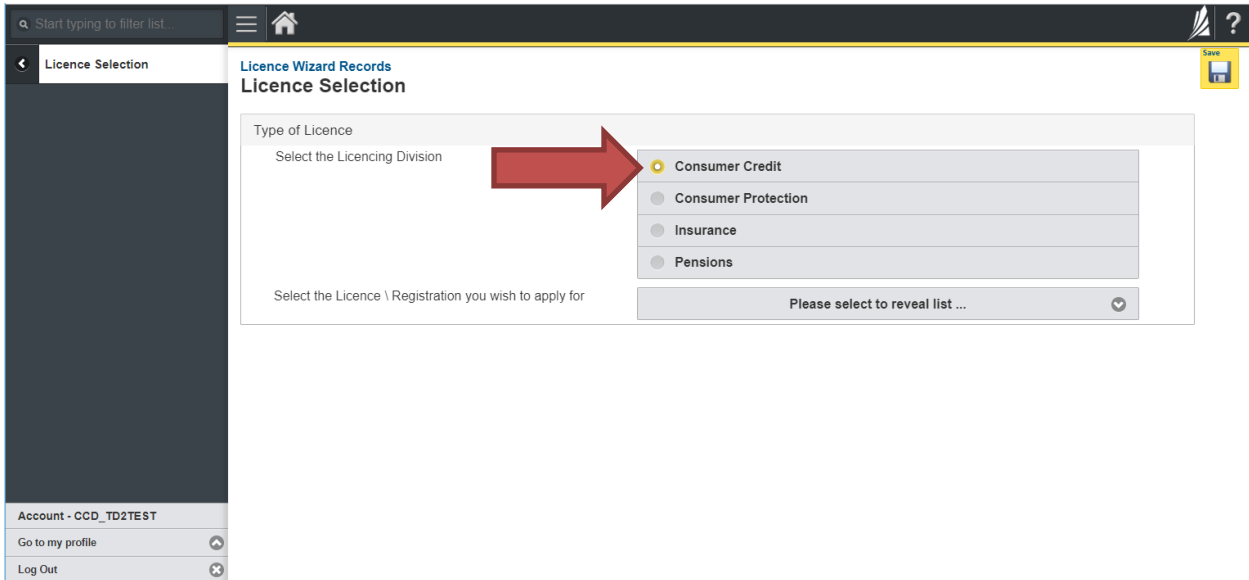 Start typing to filter list...
?
Licence Selection
Licence Wizard Records
Licence Selection
Save
Type of Licence
Select the Licencing Division
Consumer Credit
Consumer Protection
Insurance
Pensions
Select the Licence \ Registration you wish to apply for
Please select to reveal list ...
Account - CCD_TD2TEST
Go to my profile
Log Out